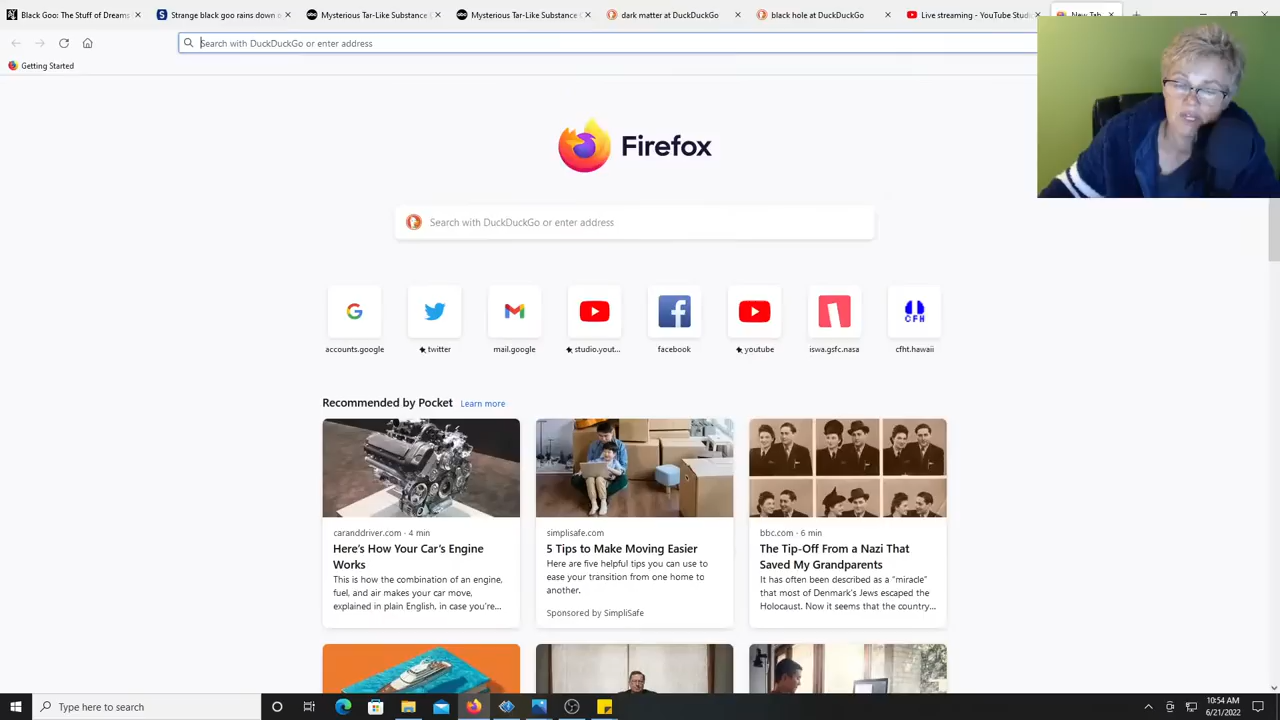 Black Goo: The Stuff of Dreams
Strange black goo rains down o
Mysterious Tar-Like Substance (
Mysterious Tar-Like Substance (
dark matter at DuckDuckGo
black hole at DuckDuckGo
Live streaming - YouTube Studi
New Tab
Search with DuckDuckGo or enter address
Getting Started
Firefox
Search with DuckDuckGo or enter address
accounts.google
twitter
mail.google
studio.yout...
facebook
youtube
iswa.gsfc.nasa
CFH
cfht.hawaii
Recommended by Pocket Learn more
caranddriver.com · 4 min
Here's How Your Car's Engine
Works
This is how the combination of an engine,
fuel, and air makes your car move,
explained in plain English, in case you're...
simplisafe.com
5 Tips to Make Moving Easier
Here are five helpful tips you can use to
ease your transition from one home to
another.
Sponsored by SimpliSafe
bbc.com · 6 min
The Tip-Off From a Nazi That
Saved My Grandparents
It has often been described as a "miracle"
that most of Denmark's Jews escaped the
Holocaust. Now it seems that the country...
Type here to search
10:54 AM
6/21/2022